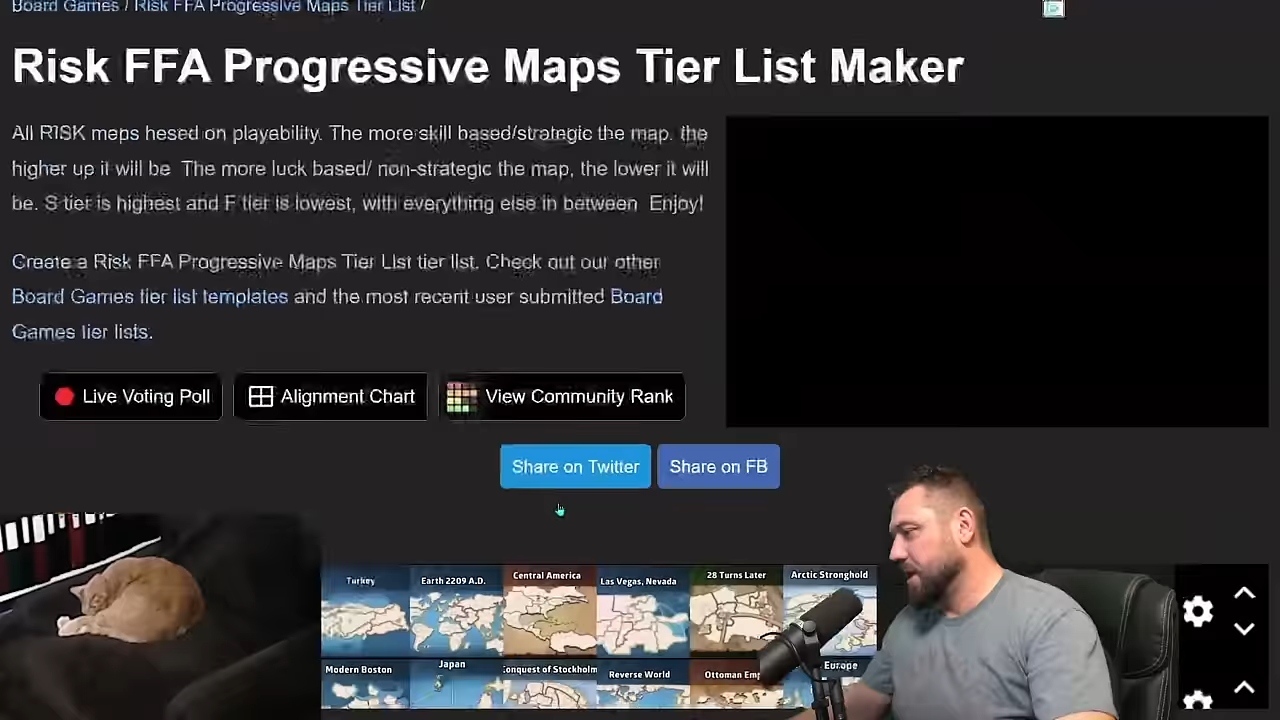 Board Games / Risk FFA Progressive Maps Tier List /
Risk FFA Progressive Maps Tier List Maker
All RISK maps hesed on playability. The more skill based/strategic the map. the
higher up it will be The more luck based/ non-strategic the map, the lower it will
be. S tier is highest and F tier is lowest, with everything else in between Enjoy!
Create a Risk FFA Progressive Maps Tier List tier list. Check out our other
Board Games tier list templates and the most recent user submitted Board
Games tier lists.
Live Voting Poll
Alignment Chart
View Community Rank
Share on Twitter
Share on FB
Turkey
Earth 2209 A.D.
Central America
Las Vegas, Nevada
28 Turns Later
Arctic Stronghold
Modern Boston
Japan
Conquest of Stockholm
Reverse World
Ottoman
Europe